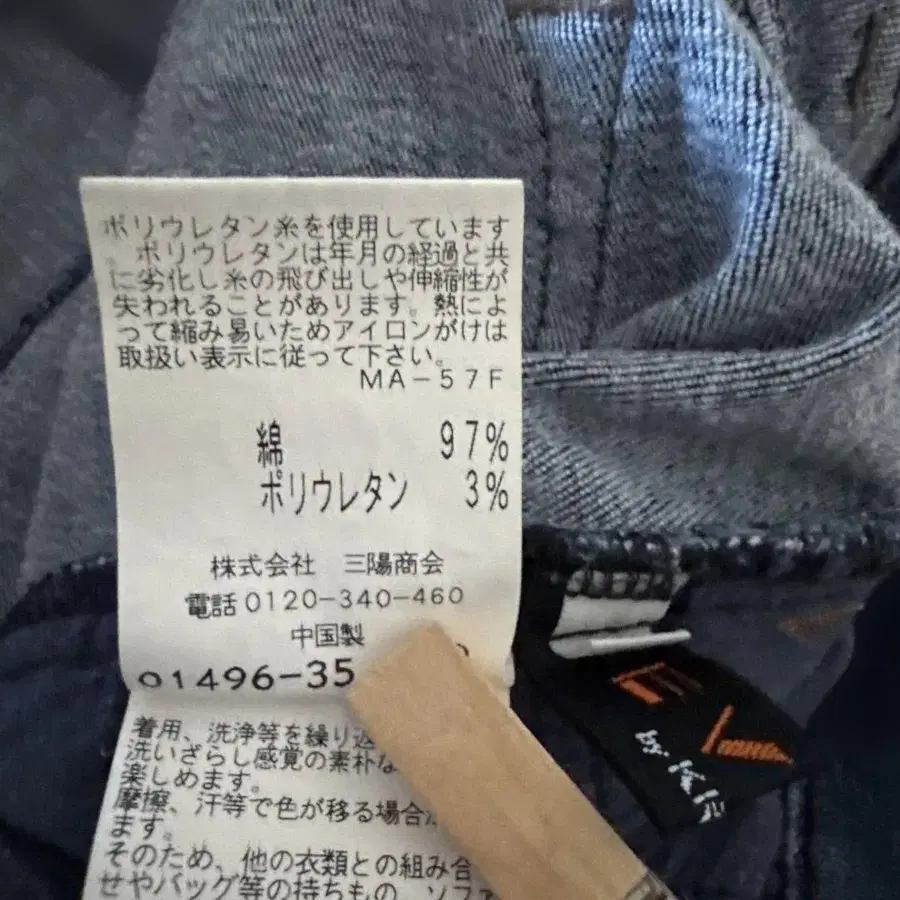 ポリウレタン糸を使用しています
。ポリウレタンは年月の経過と共
に劣化し糸の飛び出しや伸縮性が
失われることがあります。熱によ
って縮み易いためアイロンがけは
取扱い表示に従って下さい。
MA-57F
綿 97%
ポリウレタン 3%
株式会社 三陽商会
電話0120-340-460
中国製
01496-35
着用、洗浄等を繰り返
洗いざらし感覚の素朴な
楽しめます。
摩擦、汗等で色が移る場合が
ます。
そのため、他の衣類との組み合
せやバッグ等の持ちもの、ソファ
by